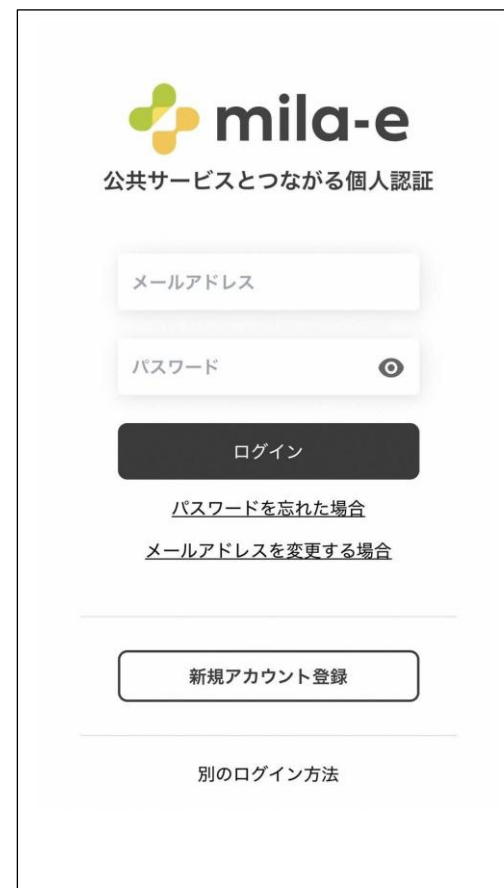 mila-e
公共サービスとつながる個人認証
メールアドレス
パスワード
ログイン
パスワードを忘れた場合
メールアドレスを変更する場合
新規アカウント登録
別のログイン方法